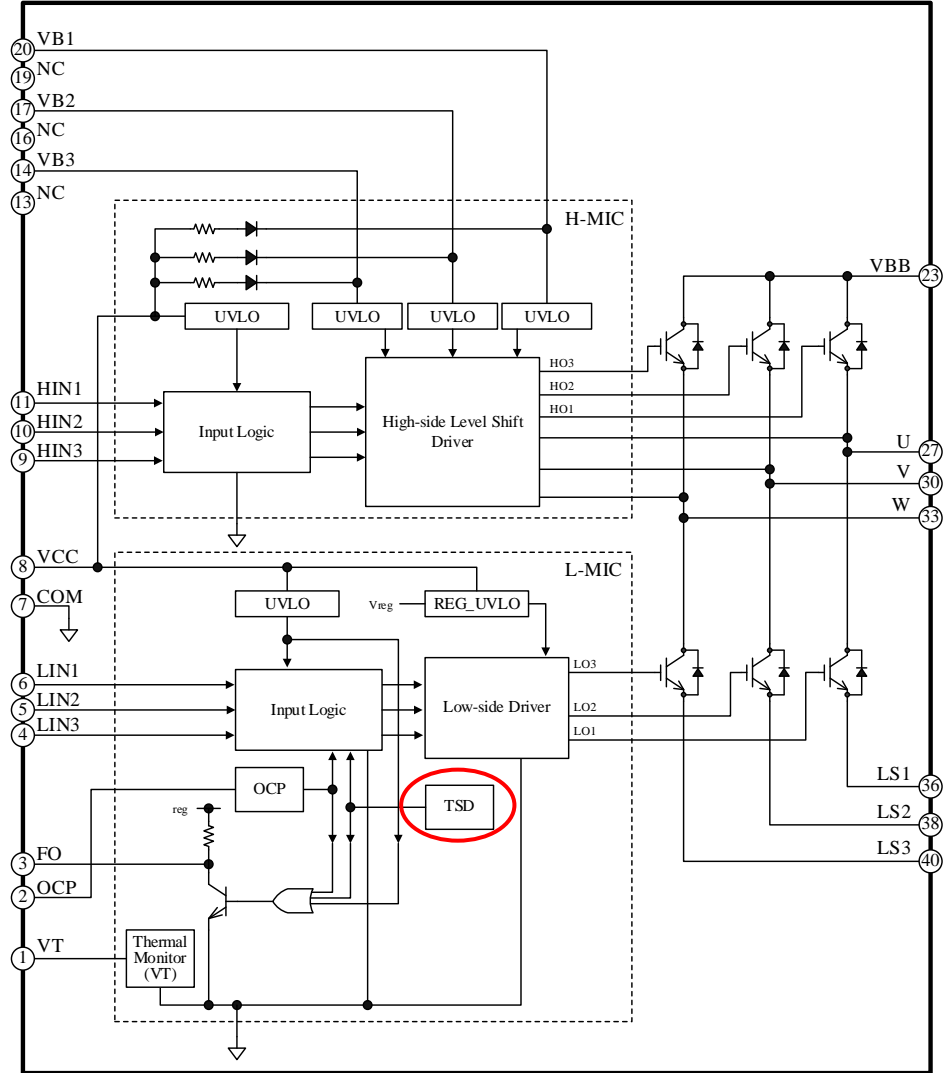 20 VB1
19 NC
17 VB2
16 NC
14 VB3
13 NC
H-MIC
VBB 23
UVLO UVLO UVLO UVLO
HO3
HO2
HO1
11 HIN1
10 HIN2
9 HIN3
Input Logic
High-side Level Shift
Driver
U 27
V 30
W 33
8 VCC
L-MIC
7 COM
UVLO
Vreg REG_UVLO
6 LIN1
5 LIN2
4 LIN3
Input Logic
Low-side Driver
LO3
LO2
LO1
OCP
TSD
LS1 36
LS2 38
LS3 40
reg
3 FO
2 OCP
1 VT
Thermal
Monitor
(VT)